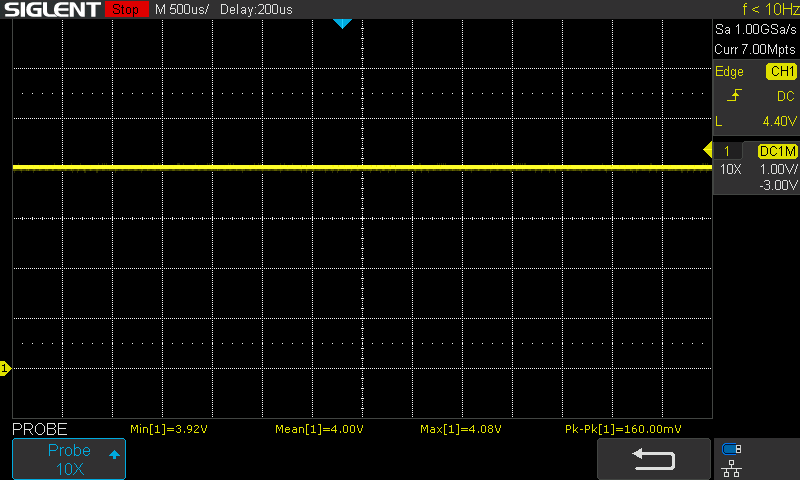 SIGLENT Stop M 500us/ Delay:200us f < 10Hz
Sa 1.00GSa/s
Curr 7.00Mpts
Edge CH1
DC
L 4.40V
1 DC1M
10X 1.00V/
-3.00V
1
PROBE Min[1]=3.92V Mean[1]=4.00V Max[1]=4.08V Pk-Pk[1]=160.00mV
Probe
10X